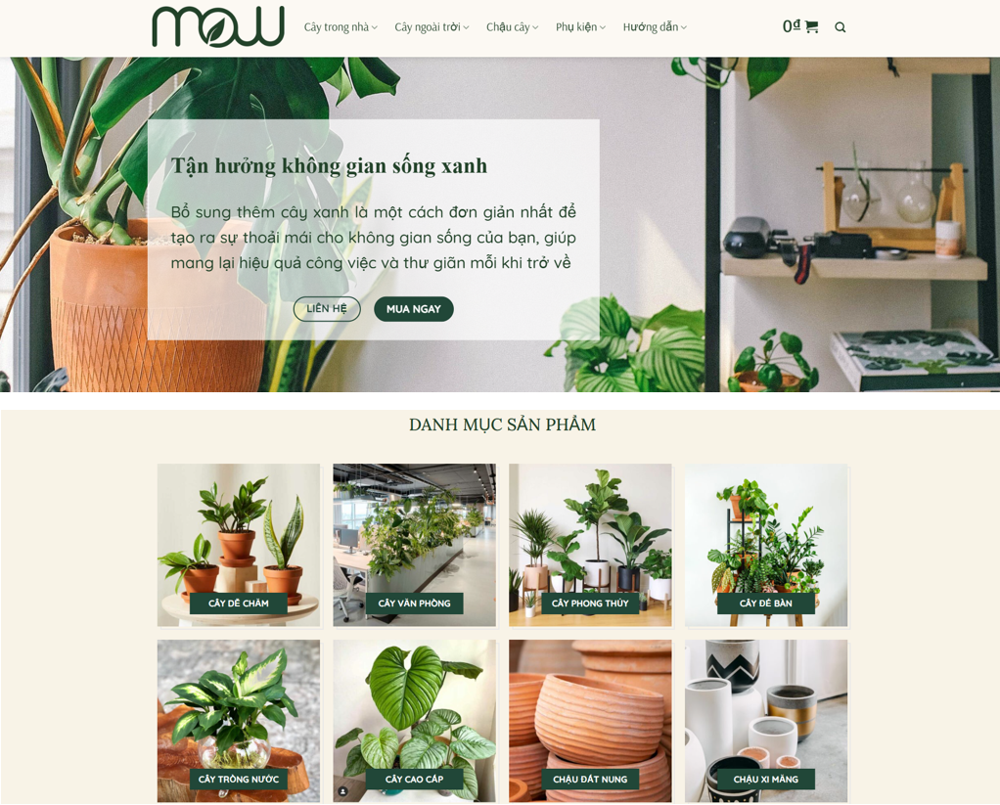 mow
Cây trong nhà Cây ngoài trời Chậu cây Phụ kiện Hướng dẫn 0₫
Tận hưởng không gian sống xanh
Bổ sung thêm cây xanh là một cách đơn giản nhất để
tạo ra sự thoải mái cho không gian sống của bạn, giúp
mang lại hiệu quả công việc và thư giãn mỗi khi trở về
LIÊN HỆ MUA NGAY
DANH MỤC SẢN PHẨM
CÂY DỄ CHĂM CÂY VĂN PHÒNG CÂY PHONG THỦY CÂY ĐỂ BÀN
CÂY TRỒNG NƯỚC CÂY CAO CẤP CHẬU ĐẤT NUNG CHẬU XI MĂNG